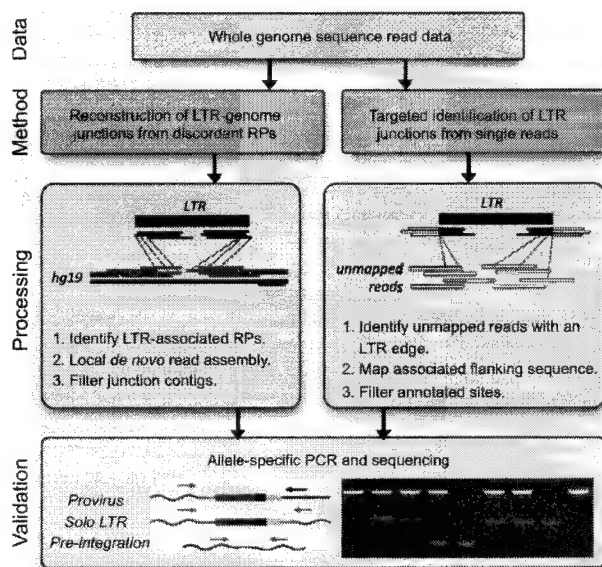 Data
Whole genome sequence read data
Method
Reconstruction of LTR-genome
junctions from discordant RPs
Targeted identification of LTR
junctions from single reads
Processing
LTR
hg19
1. Identify LTR-associated RPs.
2. Local de novo read assembly.
3. Filter junction contigs.
LTR
unmapped
reads
1. Identify unmapped reads with an
LTR edge.
2. Map associated flanking sequence.
3. Filter annotated sites.
Validation
Allele-specific PCR and sequencing
Provirus
Solo LTR
Pre-integration